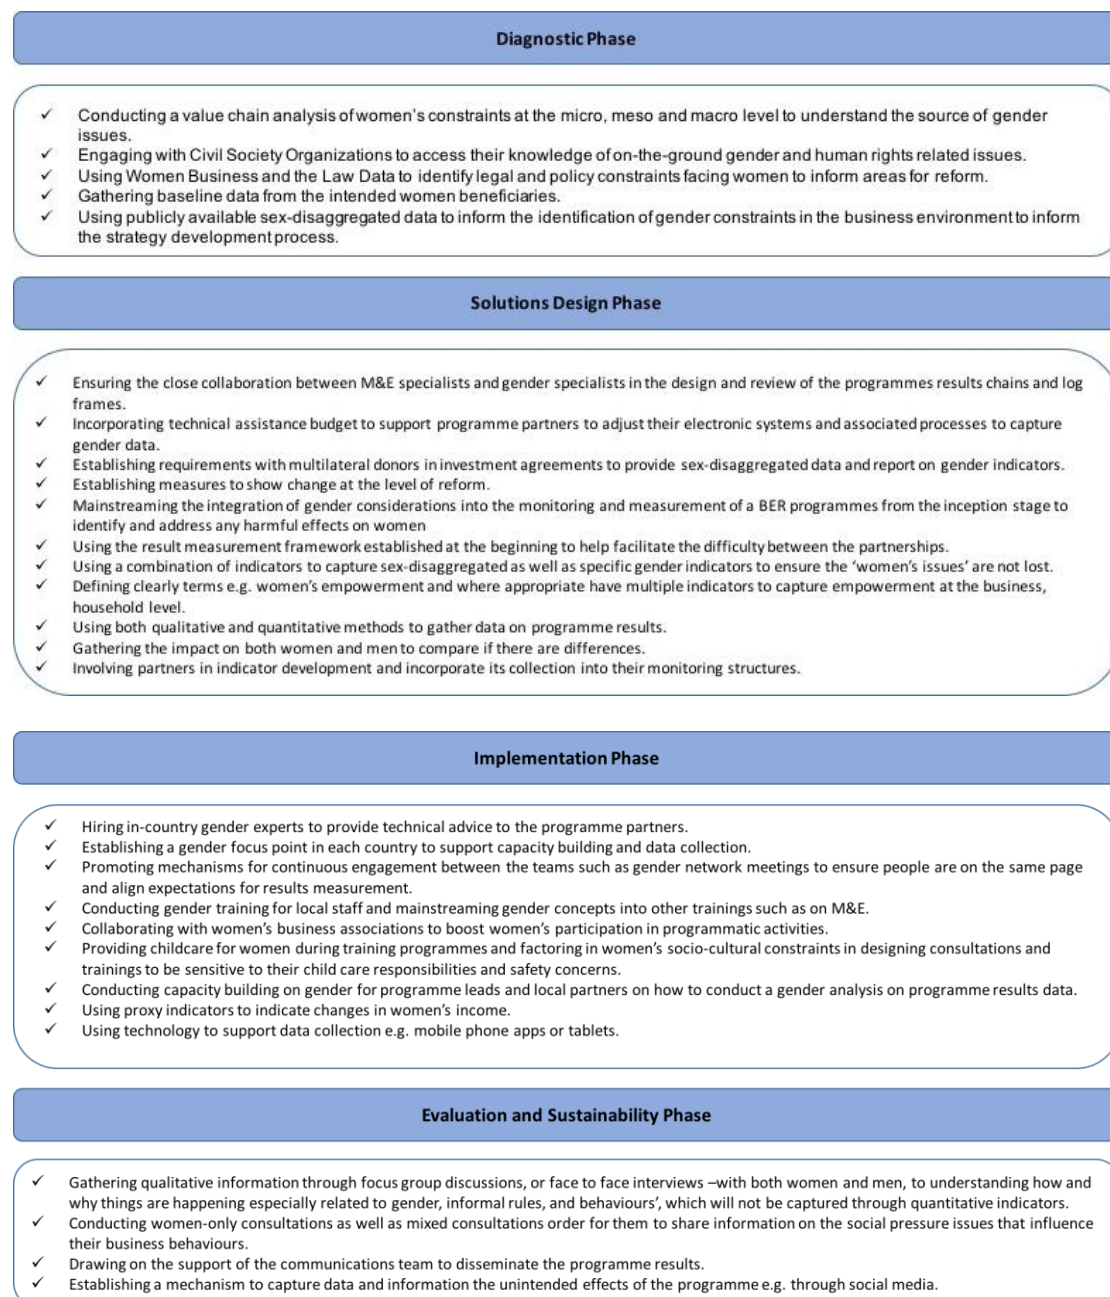 Diagnostic Phase
✓ Conducting a value chain analysis of women's constraints at the micro, meso and macro level to understand the source of gender
issues.
✓ Engaging with Civil Society Organizations to access their knowledge of on-the-ground gender and human rights related issues.
✓ Using Women Business and the Law Data to identify legal and policy constraints facing women to inform areas for reform.
✓ Gathering baseline data from the intended women beneficiaries.
✓ Using publicly available sex-disaggregated data to inform the identification of gender constraints in the business environment to inform
the strategy development process.
Solutions Design Phase
✓ Ensuring the close collaboration between M&E specialists and gender specialists in the design and review of the programmes results chains and log
frames.
✓ Incorporating technical assistance budget to support programme partners to adjust their electronic systems and associated processes to capture
gender data.
✓ Establishing requirements with multilateral donors in investment agreements to provide sex-disaggregated data and report on gender indicators.
✓ Establishing measures to show change at the level of reform.
✓ Mainstreaming the integration of gender considerations into the monitoring and measurement of a BER programmes from the inception stage to
identify and address any harmful effects on women
✓ Using the result measurement framework established at the beginning to help facilitate the difficulty between the partnerships.
✓ Using a combination of indicators to capture sex-disaggregated as well as specific gender indicators to ensure the 'women's issues' are not lost.
✓ Defining clearly terms e.g. women's empowerment and where appropriate have multiple indicators to capture empowerment at the business,
household level.
✓ Using both qualitative and quantitative methods to gather data on programme results.
✓ Gathering the impact on both women and men to compare if there are differences.
✓ Involving partners in indicator development and incorporate its collection into their monitoring structures.
Implementation Phase
✓ Hiring in-country gender experts to provide technical advice to the programme partners.
✓ Establishing a gender focus point in each country to support capacity building and data collection.
✓ Promoting mechanisms for continuous engagement between the teams such as gender network meetings to ensure people are on the same page
and align expectations for results measurement.
✓ Conducting gender training for local staff and mainstreaming gender concepts into other trainings such as on M&E.
✓ Collaborating with women's business associations to boost women's participation in programmatic activities.
✓ Providing childcare for women during training programmes and factoring in women's socio-cultural constraints in designing consultations and
trainings to be sensitive to their child care responsibilities and safety concerns.
✓ Conducting capacity building on gender for programme leads and local partners on how to conduct a gender analysis on programme results data.
✓ Using proxy indicators to indicate changes in women's income.
✓ Using technology to support data collection e.g. mobile phone apps or tablets.
Evaluation and Sustainability Phase
✓ Gathering qualitative information through focus group discussions, or face to face interviews –with both women and men, to understanding how and
why things are happening especially related to gender, informal rules, and behaviours', which will not be captured through quantitative indicators.
✓ Conducting women-only consultations as well as mixed consultations order for them to share information on the social pressure issues that influence
their business behaviours.
✓ Drawing on the support of the communications team to disseminate the programme results.
✓ Establishing a mechanism to capture data and information the unintended effects of the programme e.g. through social media.